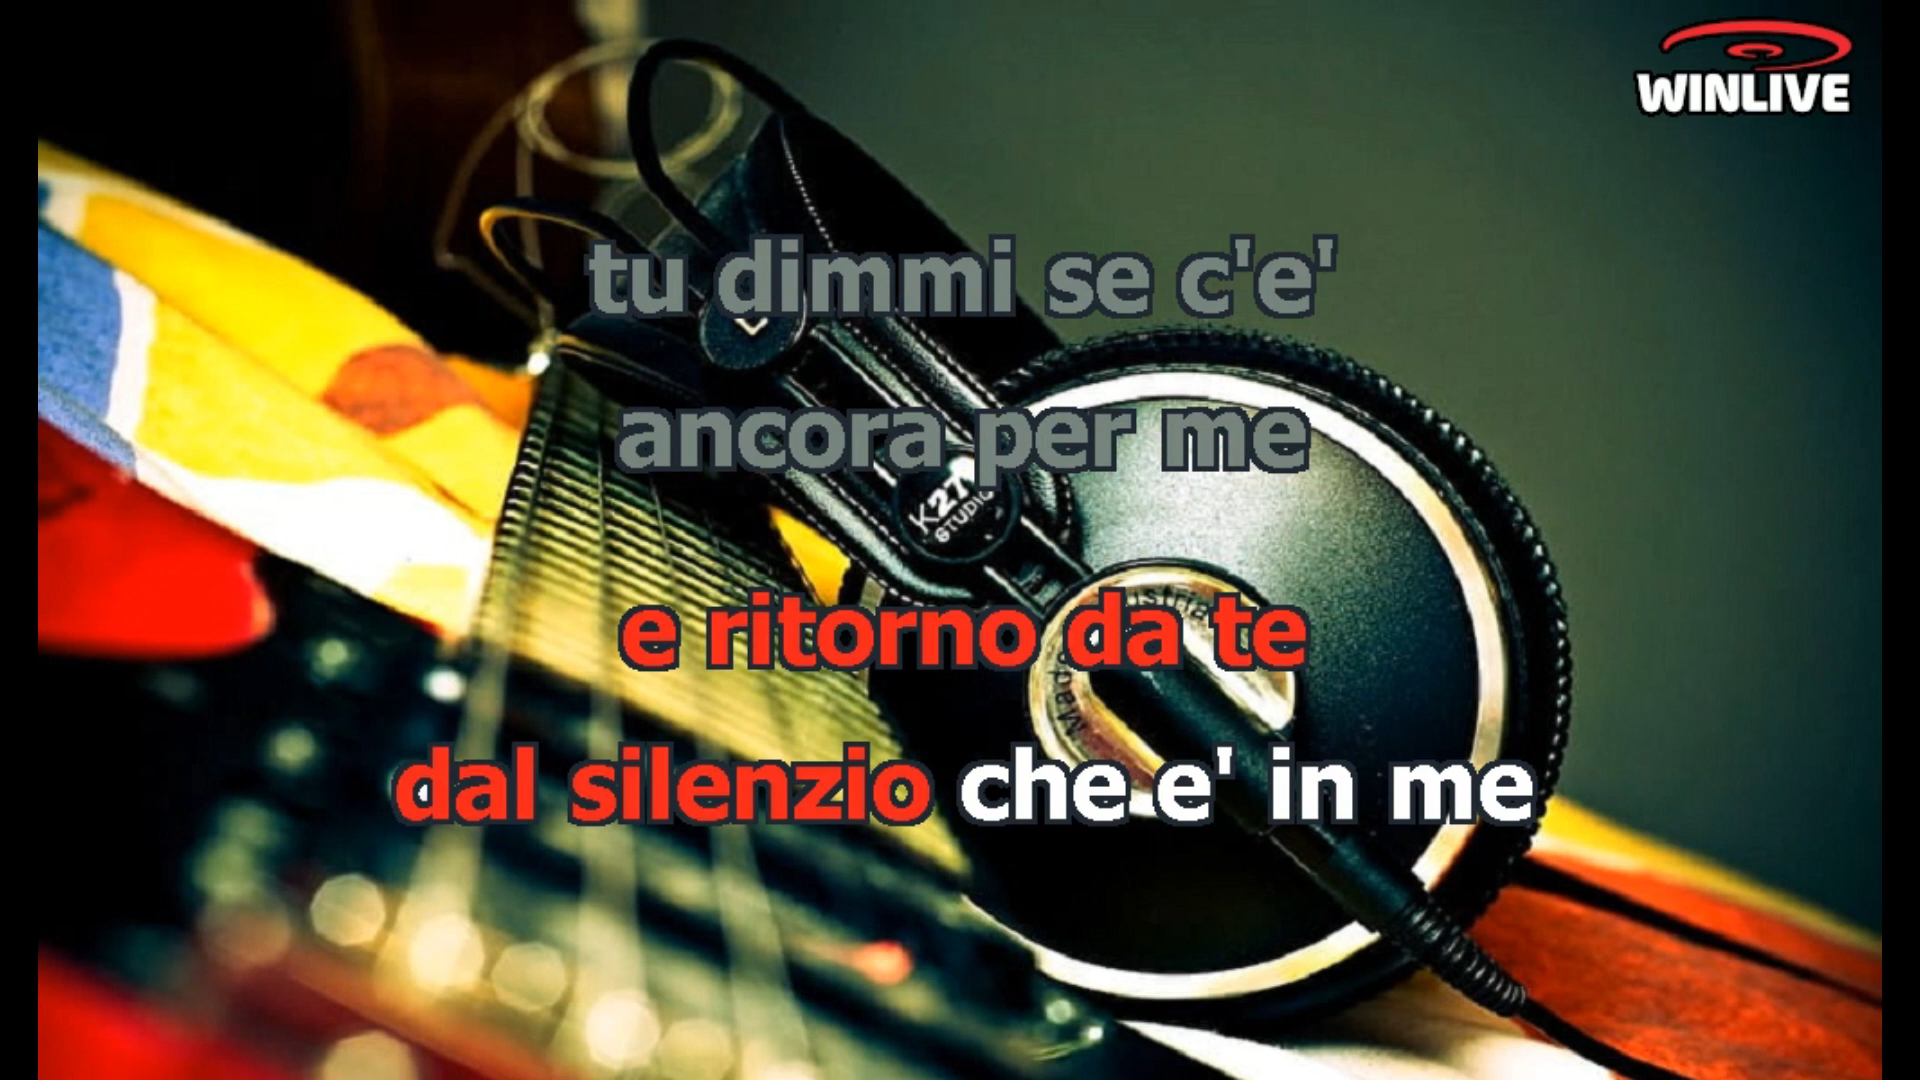 WINLIVE
tu dimmi se c'e'
ancora per me
K27
STUDIO
e ritorno da te
dal silenzio che e' in me